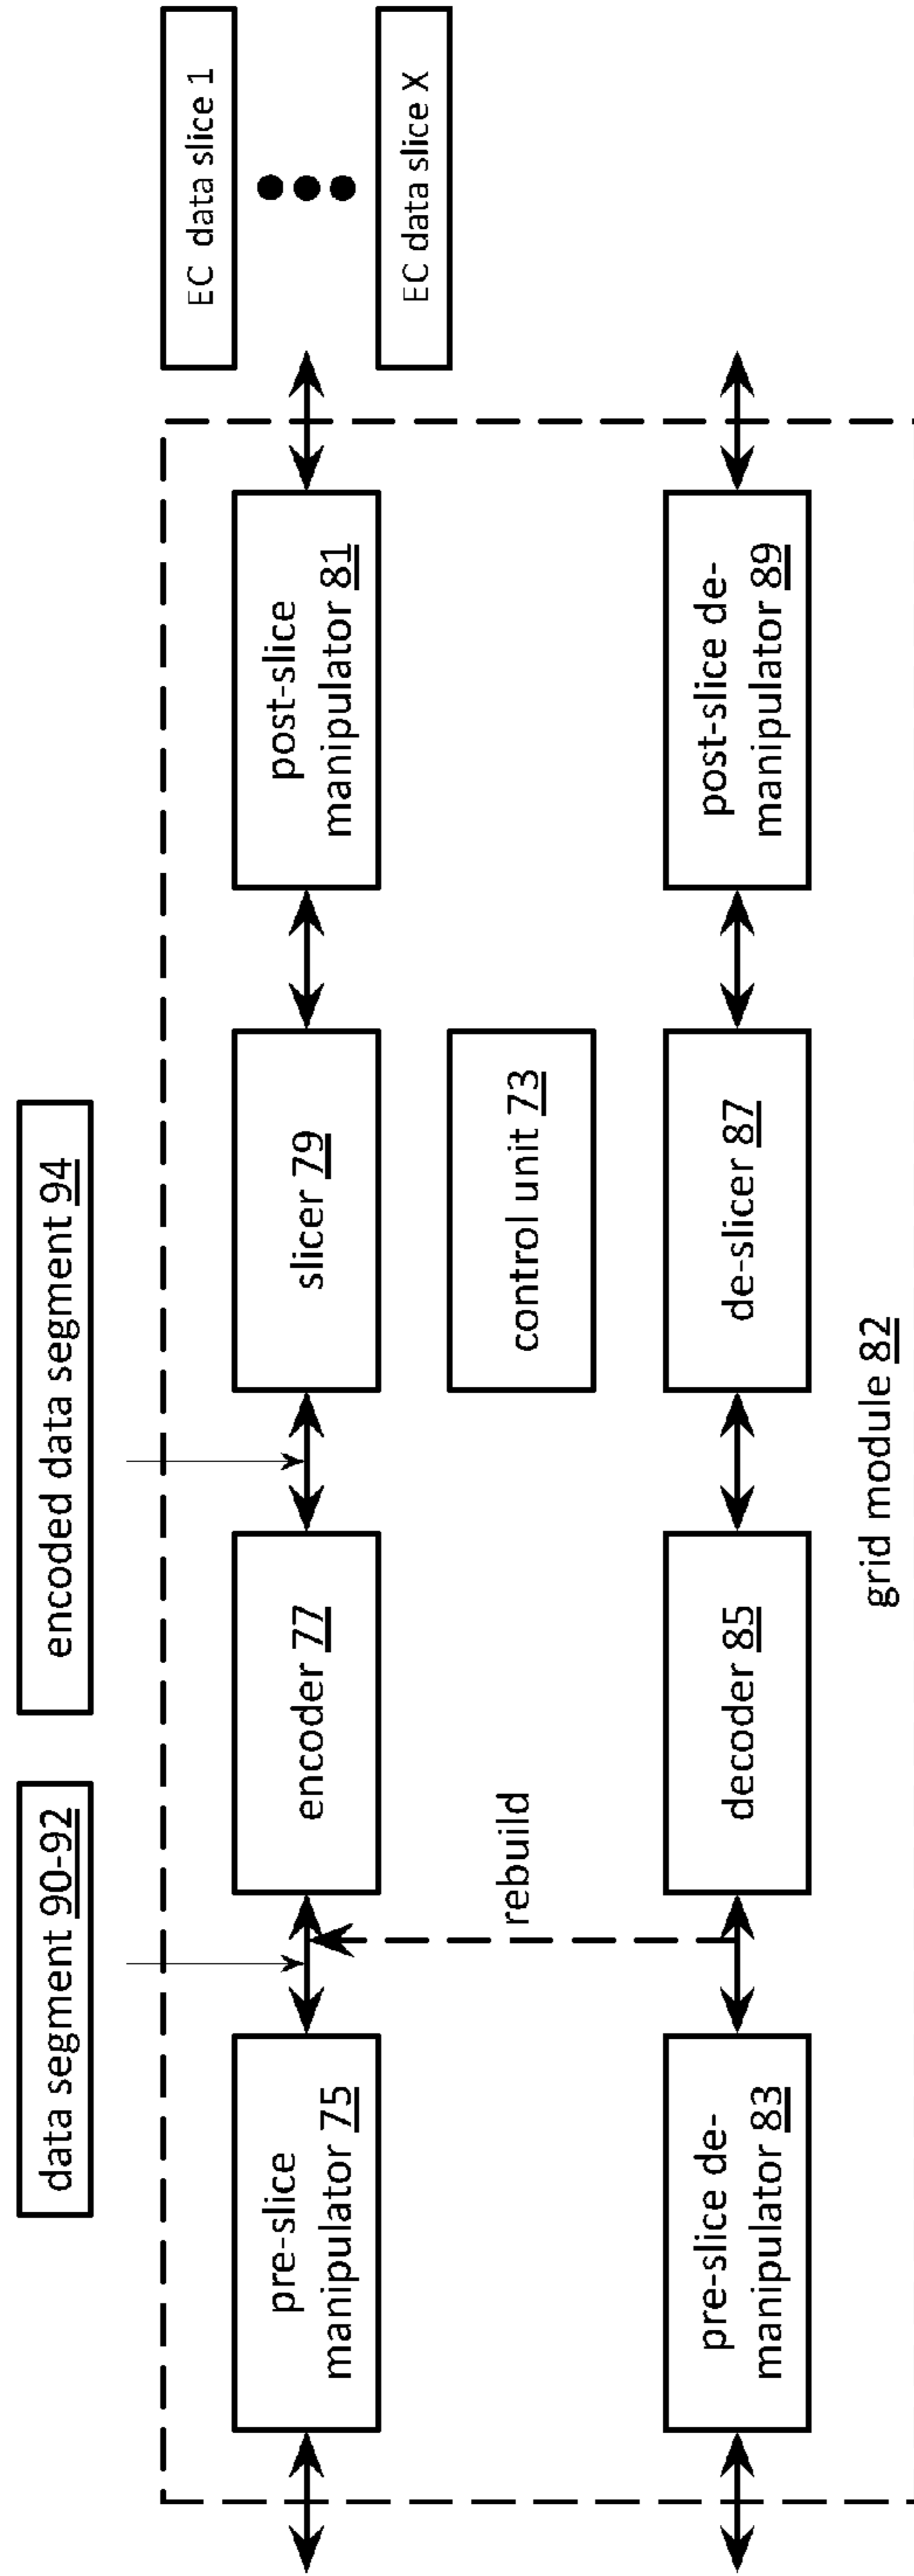 data segment 90-92
encoded data segment 94
pre-slice
manipulator 75
encoder 77
slicer 79
post-slice
manipulator 81
EC data slice 1
EC data slice X
rebuild
control unit 73
pre-slice de-
manipulator 83
decoder 85
de-slicer 87
post-slice de-
manipulator 89
grid module 82